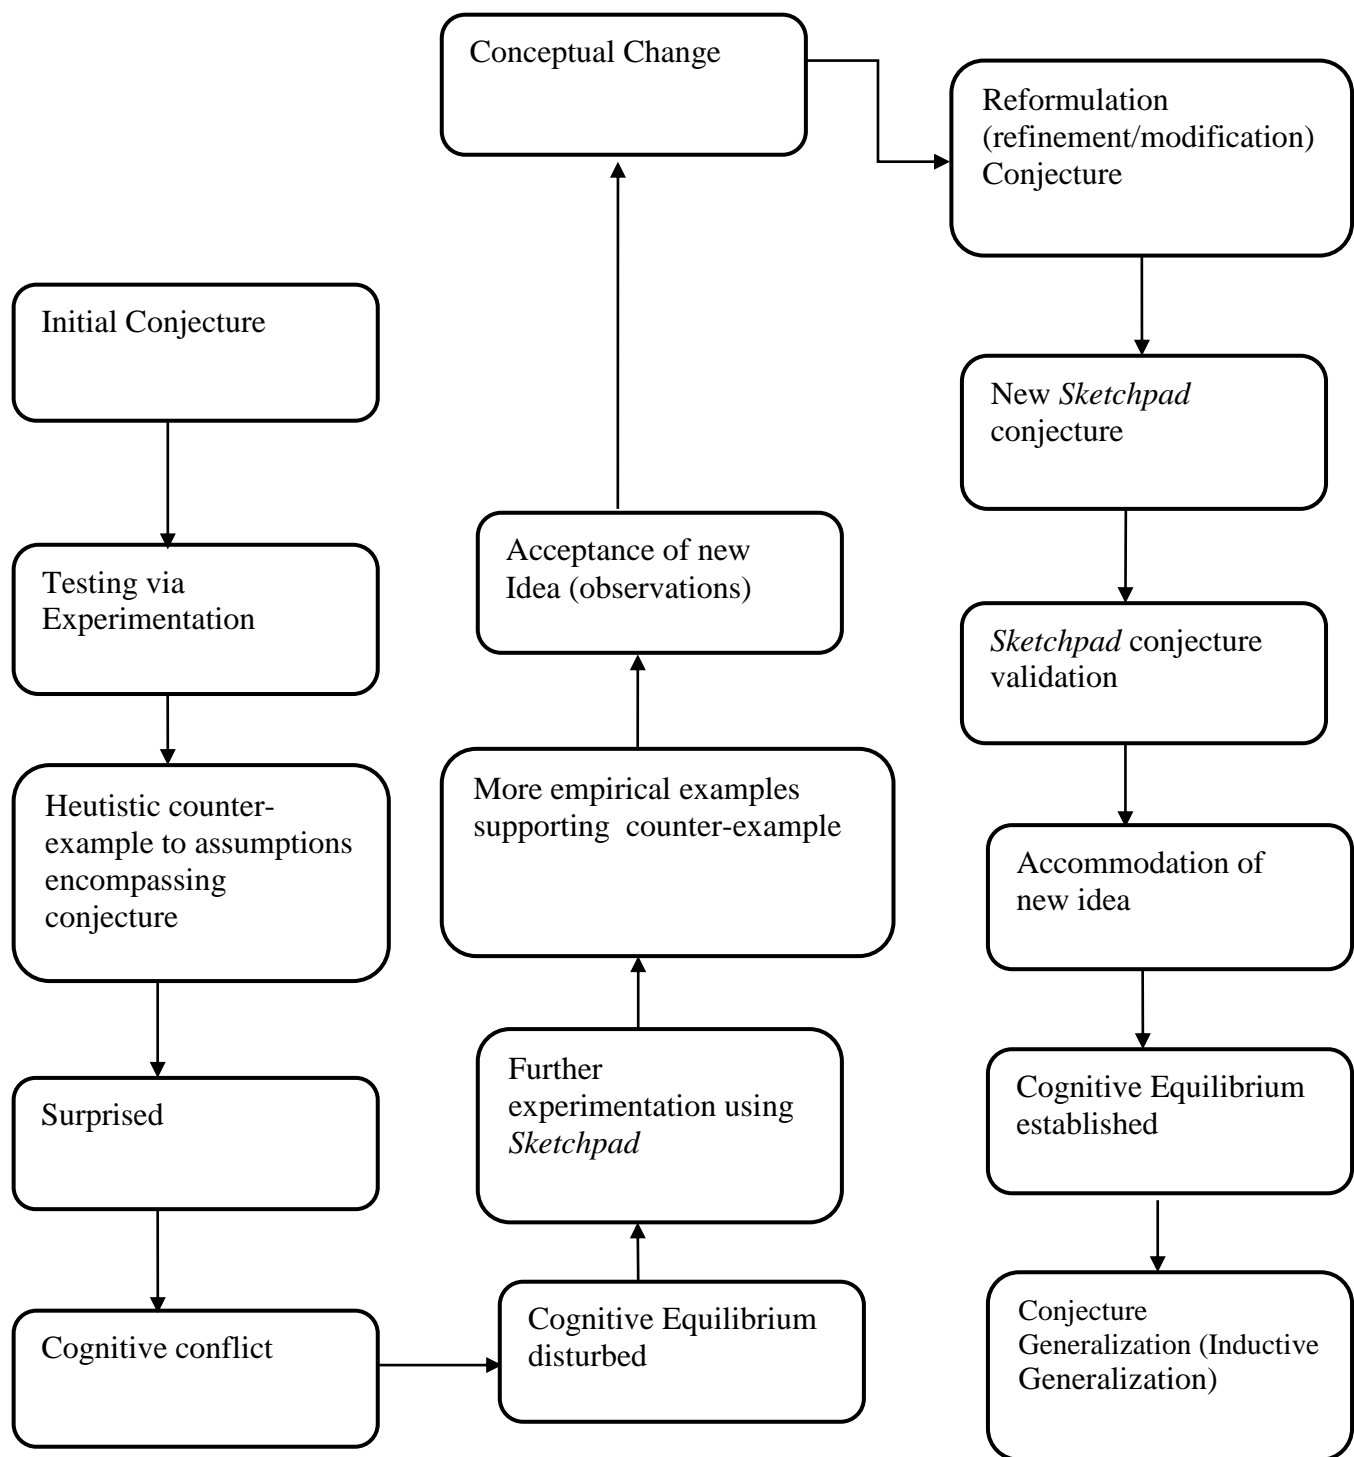 Initial Conjecture
Testing via
Experimentation
Heutistic counter-
example to assumptions
encompassing
conjecture
Surprised
Cognitive conflict
Cognitive Equilibrium
disturbed
Further
experimentation using
Sketchpad
More empirical examples
supporting  counter-example
Acceptance of new
Idea (observations)
Conceptual Change
Reformulation
(refinement/modification)
Conjecture
New Sketchpad
conjecture
Sketchpad conjecture
validation
Accommodation of
new idea
Cognitive Equilibrium
established
Conjecture
Generalization (Inductive
Generalization)